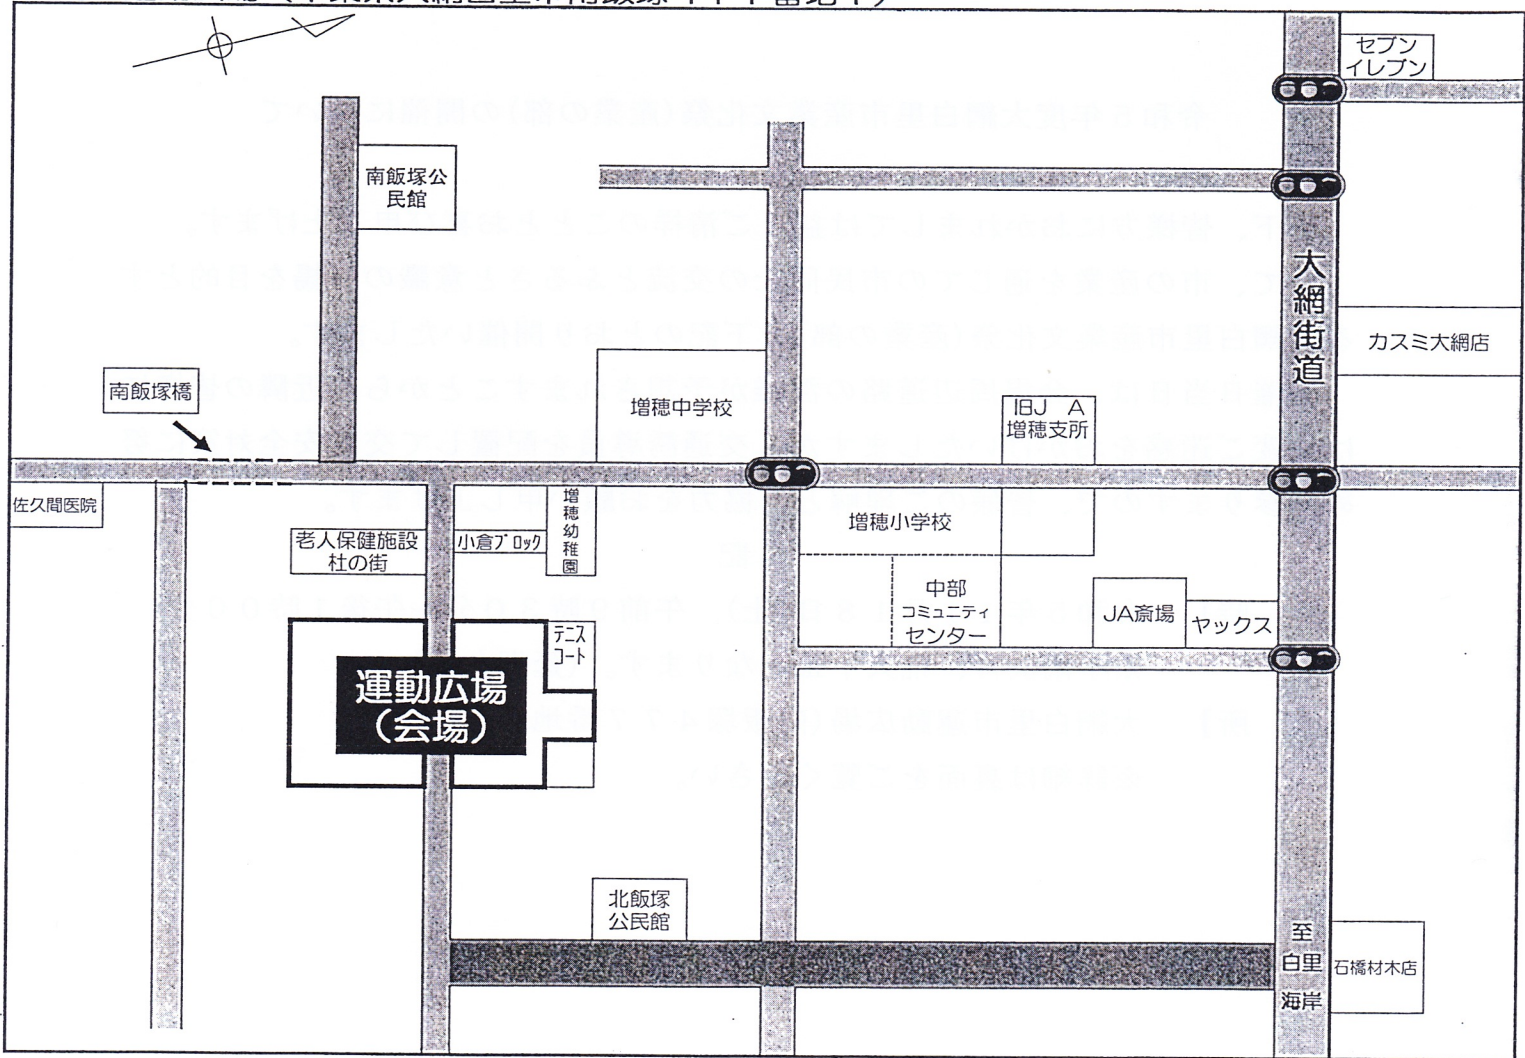 セブン
イレブン
南飯塚公
民館
大網街道
カスミ大網店
南飯塚橋
増穂中学校
旧J A
増穂支所
佐久間医院
老人保健施設
杜の街
小倉ブロック
増穂幼稚園
増穂小学校
中部
コミュニティ
センター
JA斎場
ヤックス
テニス
コート
運動広場
（会場）
北飯塚
公民館
至
白里
海岸
石橋材木店